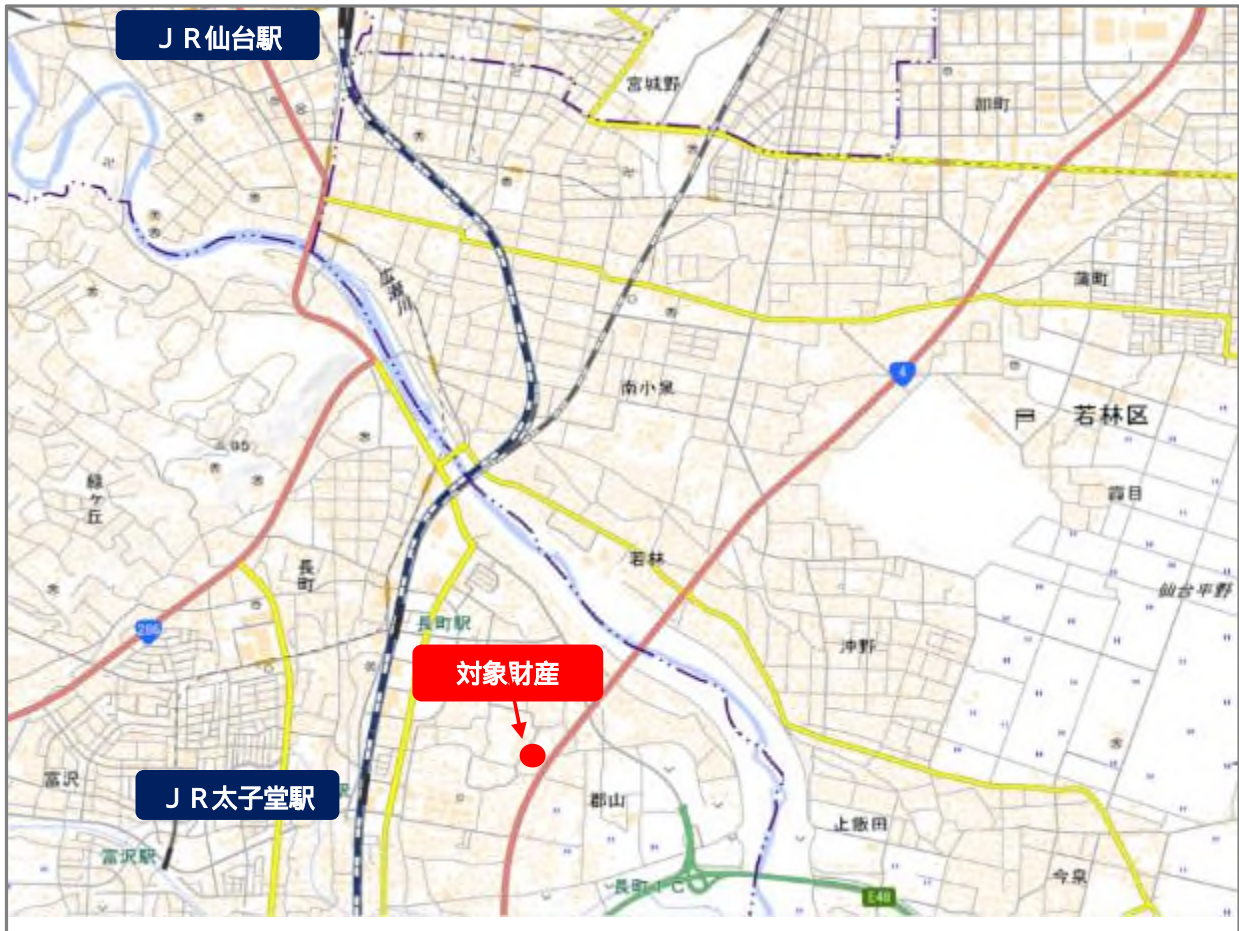 ＪＲ仙台駅
宮城野
卸町
広瀬川
蒲町
4
南小泉
若林区
95
緑ヶ丘
霞目
長町
若林
仙台平野
286
長町駅
沖野
対象財産
富沢
ＪＲ太子堂駅
駅
郡山
上飯田
富沢駅
長町ＩＣ
今泉
E48